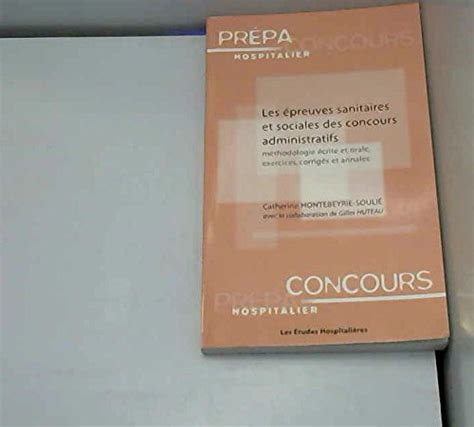 PRÉPA
CONCOURS
HOSPITALIER
Les épreuves sanitaires
et sociales des concours
administratifs
méthodologie écrite et orale,
exercices, corrigés et annales
Catherine MONTEBEYRIE-SOULIÉ
avec la collaboration de Gilles HUTEAU
CONCOURS
PRÉPA
HOSPITALIER
Les Études Hospitalières